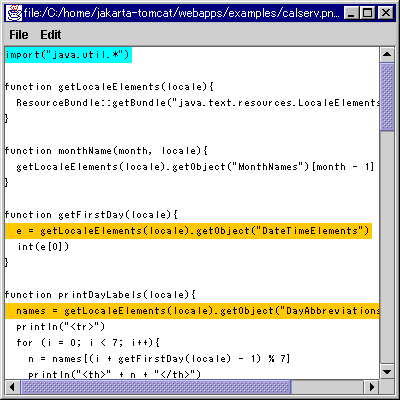 file:/C:/home/jakarta-tomcat/webapps/examples/calserv.pn...
File Edit
import("java.util.*")
function getLocaleElements(locale){
ResourceBundle::getBundle("java.text.resources.LocaleElements
}
function monthName(month, locale){
getLocaleElements(locale).getObject("MonthNames")[month - 1]
}
function getFirstDay(locale){
e = getLocaleElements(locale).getObject("DateTimeElements")
int(e[0])
}
function printDayLabels(locale){
names = getLocaleElements(locale).getObject("DayAbbreviations
println("<tr>")
for (i = 0; i < 7; i++){
n = names[(i + getFirstDay(locale) - 1) % 7]
println("<th>" + n + "</th>")